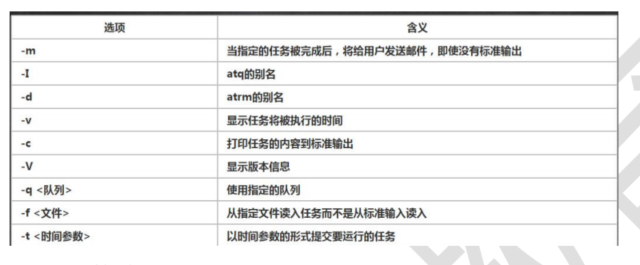 选项 含义
-m 当指定的任务被完成后，将给用户发送邮件，即使没有标准输出
-I atq的别名
-d atrm的别名
-v 显示任务将被执行的时间
-c 打印任务的内容到标准输出
-V 显示版本信息
-q <队列> 使用指定的队列
-f <文件> 从指定文件读入任务而不是从标准输入读入
-t <时间参数> 以时间参数的形式提交要运行的任务